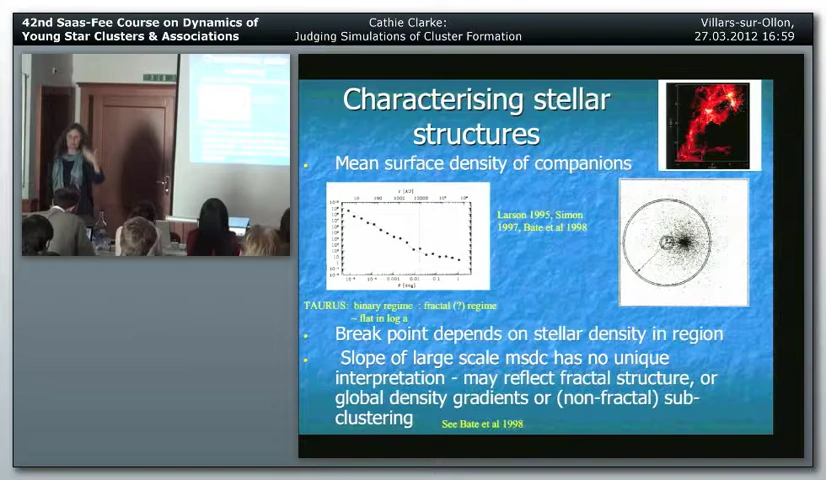 42nd Saas-Fee Course on Dynamics of
Young Star Clusters & Associations
Cathie Clarke:
Judging Simulations of Cluster Formation
Villars-sur-Ollon,
27.03.2012 16:59
Characterising stellar
structures
Mean surface density of companions
Larson 1995, Simon
1997, Bate et al 1998
TAURUS: binary regime : fractal (?) regime
– flat in log a
Break point depends on stellar density in region
Slope of large scale msdc has no unique
interpretation - may reflect fractal structure, or
global density gradients or (non-fractal) sub-
clustering
See Bate et al 1998